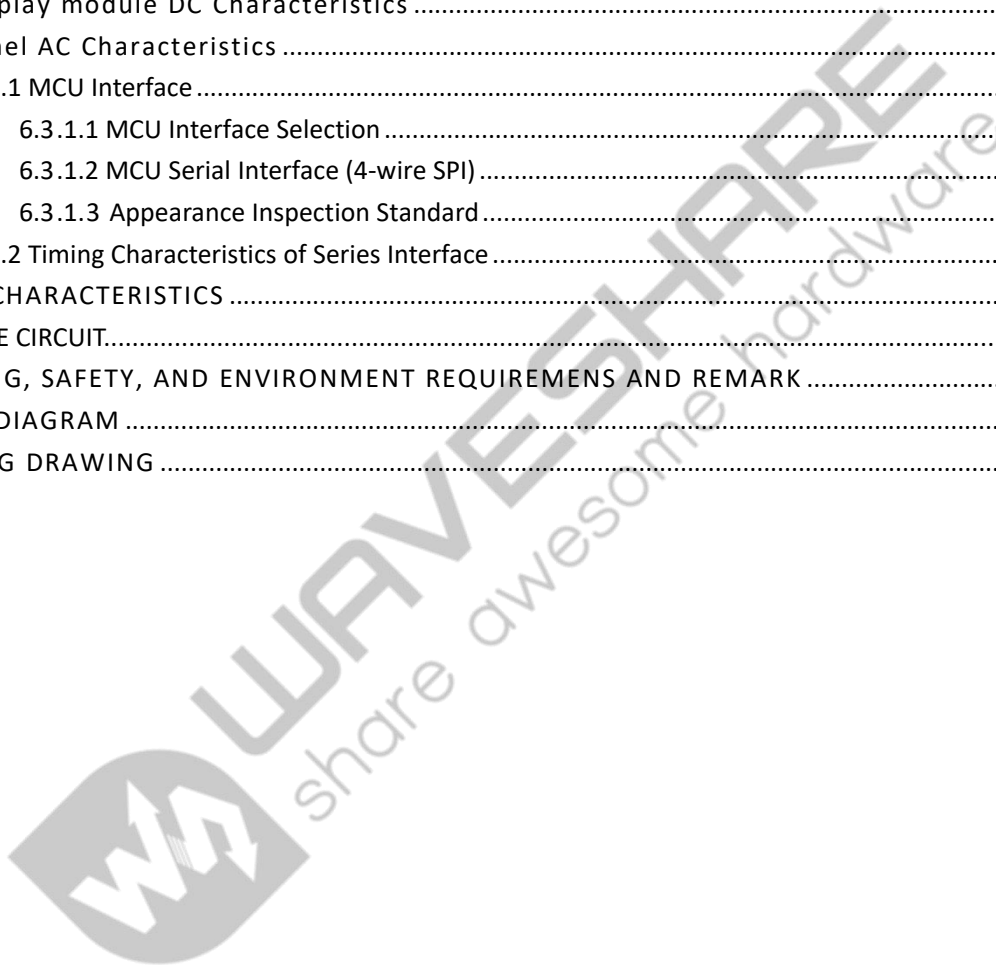 play module DC Characteristics
nel AC Characteristics
.1 MCU Interface
6.3.1.1 MCU Interface Selection
6.3.1.2 MCU Serial Interface (4-wire SPI)
6.3.1.3 Appearance Inspection Standard
.2 Timing Characteristics of Series Interface
CHARACTERISTICS
E CIRCUIT
G, SAFETY, AND ENVIRONMENT REQUIREMENS AND REMARK
DIAGRAM
G DRAWING
WAVESHARE
share awesome hardware